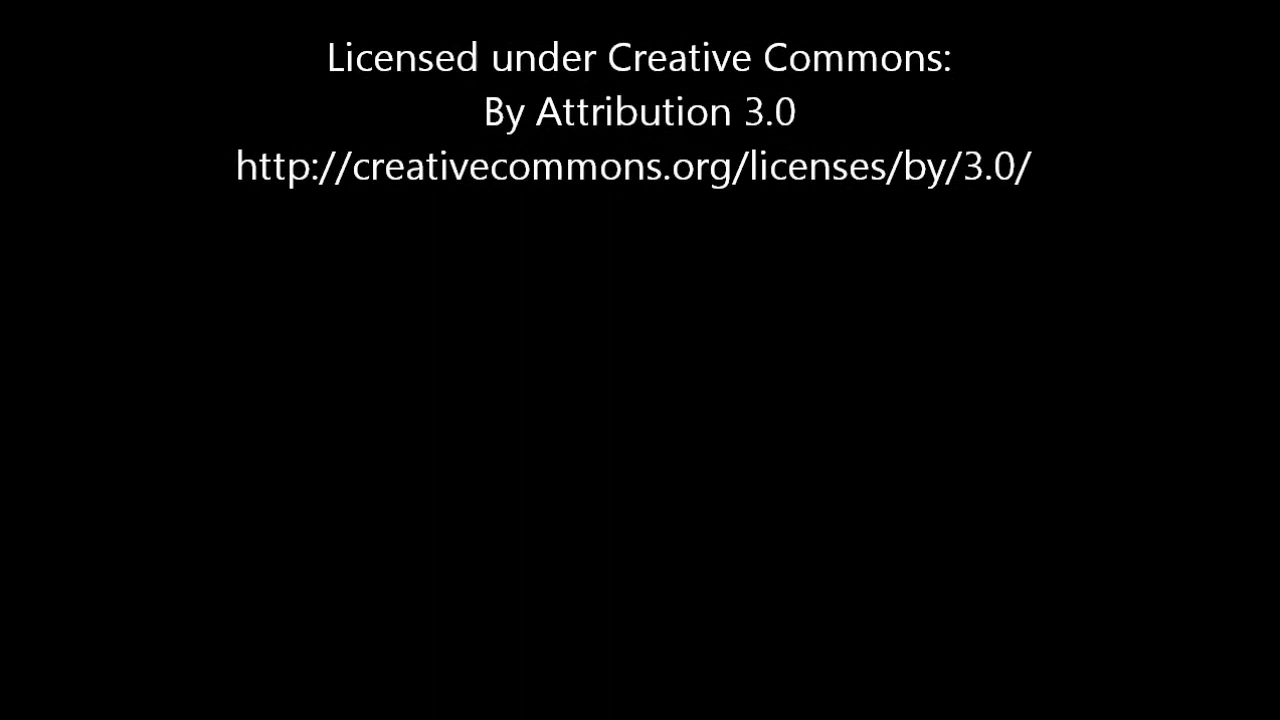 Licensed under Creative Commons:
By Attribution 3.0
http://creativecommons.org/licenses/by/3.0/